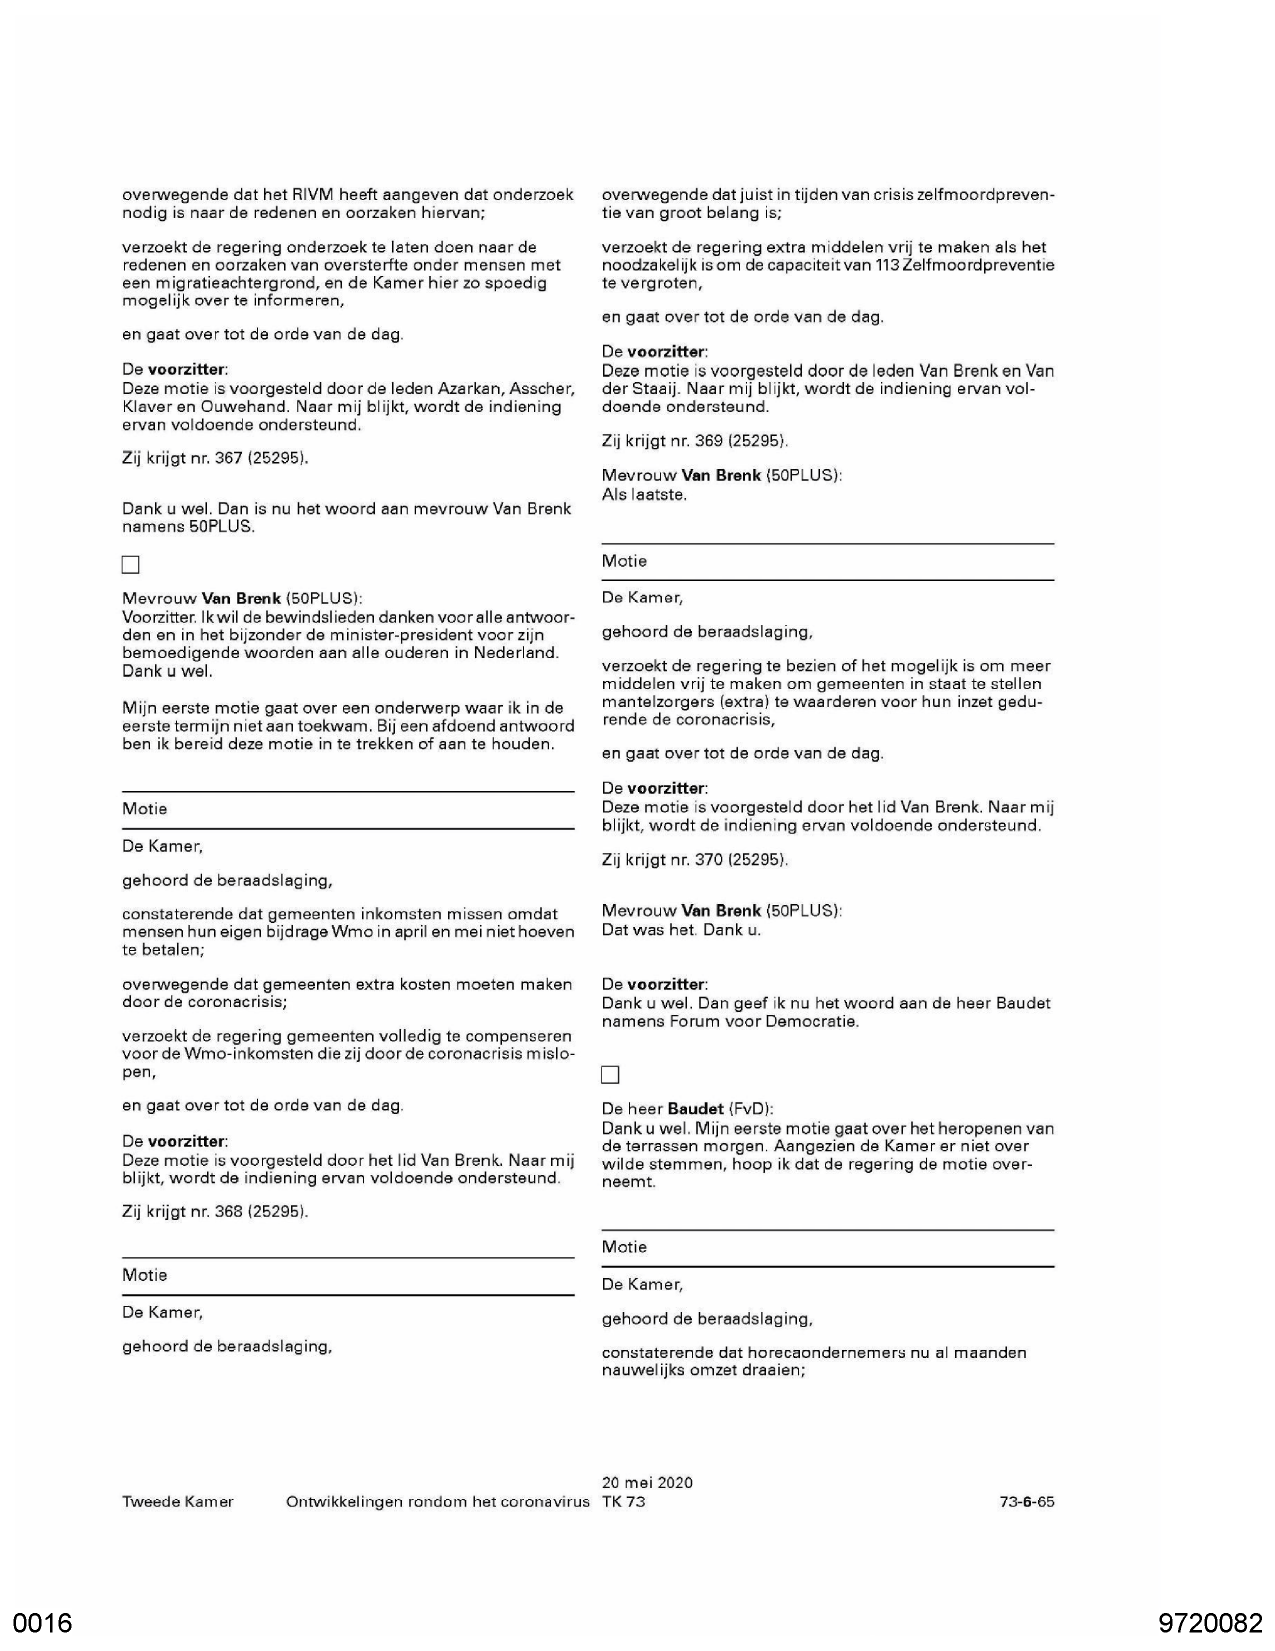 overwegende dat het RIVM heeft aangeven dat onderzoek
nodig is naar de redenen en oorzaken hiervan;
verzoekt de regering onderzoek te laten doen naar de
redenen en oorzaken van oversterfte onder mensen met
een migratieachtergrond, en de Kamer hier zo spoedig
mogelijk over te informeren,
en gaat over tot de orde van de dag.
De voorzitter:
Deze motie is voorgesteld door de leden Azarkan, Asscher,
Klaver en Ouwehand. Naar mij blijkt, wordt de indiening
ervan voldoende ondersteund.
Zij krijgt nr. 367 (25295).
Dank u wel. Dan is nu het woord aan mevrouw Van Brenk
namens 50PLUS.
Mevrouw Van Brenk (50PLUS):
Voorzitter. Ik wil de bewindslieden danken voor alle antwoor-
den en in het bijzonder de minister-president voor zijn
bemoedigende woorden aan alle ouderen in Nederland.
Dank u wel.
Mijn eerste motie gaat over een onderwerp waar ik in de
eerste termijn niet aan toekwam. Bij een afdoend antwoord
ben ik bereid deze motie in te trekken of aan te houden.
Motie
De Kamer,
gehoord de beraadslaging,
constaterende dat gemeenten inkomsten missen omdat
mensen hun eigen bijdrage Wmo in april en mei niet hoeven
te betalen;
overwegende dat gemeenten extra kosten moeten maken
door de coronacrisis;
verzoekt de regering gemeenten volledig te compenseren
voor de Wmo-inkomsten die zij door de coronacrisis mislo-
pen,
en gaat over tot de orde van de dag.
De voorzitter:
Deze motie is voorgesteld door het lid Van Brenk. Naar mij
blijkt, wordt de indiening ervan voldoende ondersteund.
Zij krijgt nr. 368 (25295).
Motie
De Kamer,
gehoord de beraadslaging,
overwegende dat juist in tijden van crisis zelfmoordpreven-
tie van groot belang is;
verzoekt de regering extra middelen vrij te maken als het
noodzakelijk is om de capaciteit van 113 Zelfmoordpreventie
te vergroten,
en gaat over tot de orde van de dag.
De voorzitter:
Deze motie is voorgesteld door de leden Van Brenk en Van
der Staaij. Naar mij blijkt, wordt de indiening ervan vol-
doende ondersteund.
Zij krijgt nr. 369 (25295).
Mevrouw Van Brenk (50PLUS):
Als laatste.
Motie
De Kamer,
gehoord de beraadslaging,
verzoekt de regering te bezien of het mogelijk is om meer
middelen vrij te maken om gemeenten in staat te stellen
mantelzorgers (extra) te waarderen voor hun inzet gedu-
rende de coronacrisis,
en gaat over tot de orde van de dag.
De voorzitter:
Deze motie is voorgesteld door het lid Van Brenk. Naar mij
blijkt, wordt de indiening ervan voldoende ondersteund.
Zij krijgt nr. 370 (25295).
Mevrouw Van Brenk (50PLUS):
Dat was het. Dank u.
De voorzitter:
Dank u wel. Dan geef ik nu het woord aan de heer Baudet
namens Forum voor Democratie.
De heer Baudet (FvD):
Dank u wel. Mijn eerste motie gaat over het heropenen van
de terrassen morgen. Aangezien de Kamer er niet over
wilde stemmen, hoop ik dat de regering de motie over-
neemt.
Motie
De Kamer,
gehoord de beraadslaging,
constaterende dat horecaondernemers nu al maanden
nauwelijks omzet draaien;
20 mei 2020
Tweede Kamer Ontwikkelingen rondom het coronavirus TK 73 73-6-65
0016 9720082